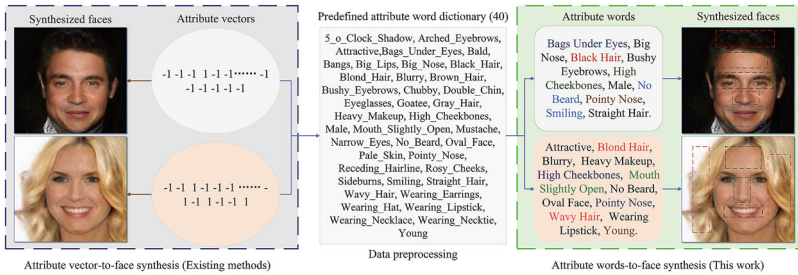 Synthesized faces
Attribute vectors
-1 -1 -1 1 -1 -1 ······ -1
-1 -1 -1 -1 -1
-1 -1 -1 -1 -1 -1 ······ -
1 -1 1 -1 -1 1
Attribute vector-to-face synthesis (Existing methods)
Predefined attribute word dictionary (40)
5_o_Clock_Shadow, Arched_Eyebrows,
Attractive,Bags_Under_Eyes, Bald,
Bangs, Big_Lips, Big_Nose, Black_Hair,
Blond_Hair, Blurry, Brown_Hair,
Bushy_Eyebrows, Chubby, Double_Chin,
Eyeglasses, Goatee, Gray_Hair,
Heavy_Makeup, High_Cheekbones,
Male, Mouth_Slightly_Open, Mustache,
Narrow_Eyes, No_Beard, Oval_Face,
Pale_Skin, Pointy_Nose,
Receding_Hairline, Rosy_Cheeks,
Sideburns, Smiling, Straight_Hair,
Wavy_Hair, Wearing_Earrings,
Wearing_Hat, Wearing_Lipstick,
Wearing_Necklace, Wearing_Necktie,
Young
Data preprocessing
Attribute words
Synthesized faces
Bags Under Eyes, Big
Nose, Black Hair, Bushy
Eyebrows, High
Cheekbones, Male, No
Beard, Pointy Nose,
Smiling, Straight Hair.
Attractive, Blond Hair,
Blurry, Heavy Makeup,
High Cheekbones, Mouth
Slightly Open, No Beard,
Oval Face, Pointy Nose,
Wavy Hair, Wearing
Lipstick, Young.
Attribute words-to-face synthesis (This work)